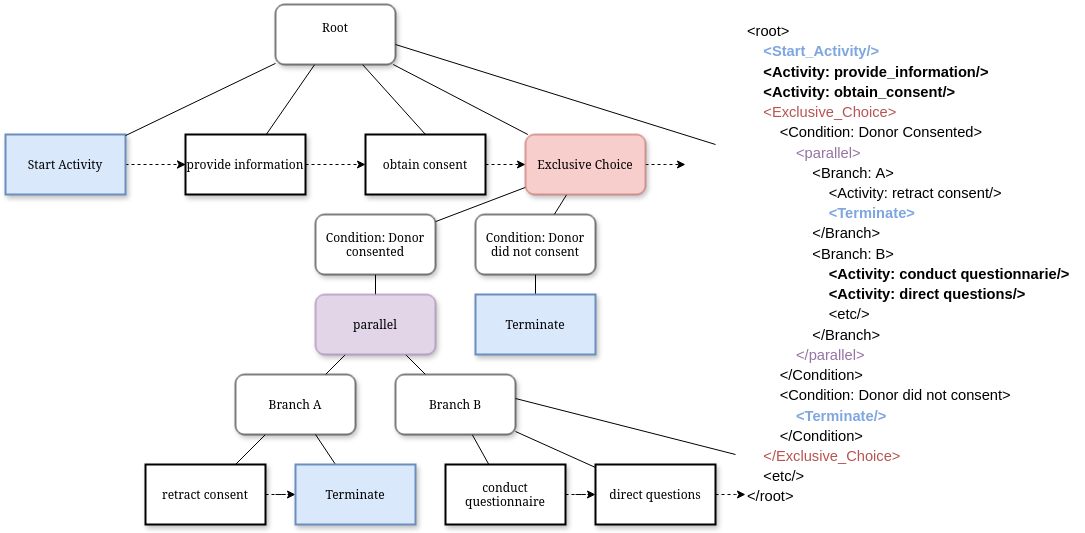 Root
Start Activity
provide information
obtain consent
Exclusive Choice
Condition: Donor
consented
Condition: Donor
did not consent
parallel
Terminate
Branch A
Branch B
retract consent
Terminate
conduct
questionnaire
direct questions
<root>
<Start_Activity/>
<Activity: provide_information/>
<Activity: obtain_consent/>
<Exclusive_Choice>
<Condition: Donor Consented>
<parallel>
<Branch: A>
<Activity: retract consent/>
<Terminate>
</Branch>
<Branch: B>
<Activity: conduct questionnarie/>
<Activity: direct questions/>
<etc/>
</Branch>
</parallel>
</Condition>
<Condition: Donor did not consent>
<Terminate/>
</Condition>
</Exclusive_Choice>
<etc/>
</root>